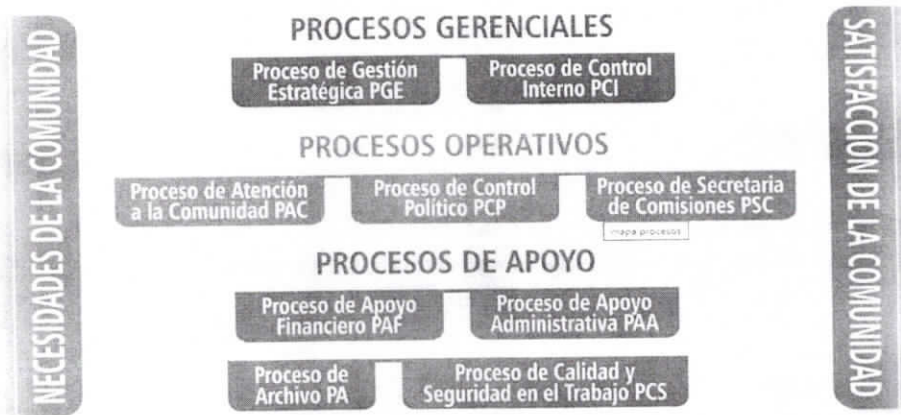 NECESIDADES DE LA COMUNIDAD
PROCESOS GERENCIALES
Proceso de Gestión
Estratégica PGE
Proceso de Control
Interno PCI
PROCESOS OPERATIVOS
Proceso de Atención
a la Comunidad PAC
Proceso de Control
Político PCP
Proceso de Secretaria
de Comisiones PSC
mapa procesos
PROCESOS DE APOYO
Proceso de Apoyo
Financiero PAF
Proceso de Apoyo
Administrativa PAA
Proceso de
Archivo PA
Proceso de Calidad y
Seguridad en el Trabajo PCS
SATISFACCION DE LA COMUNIDAD